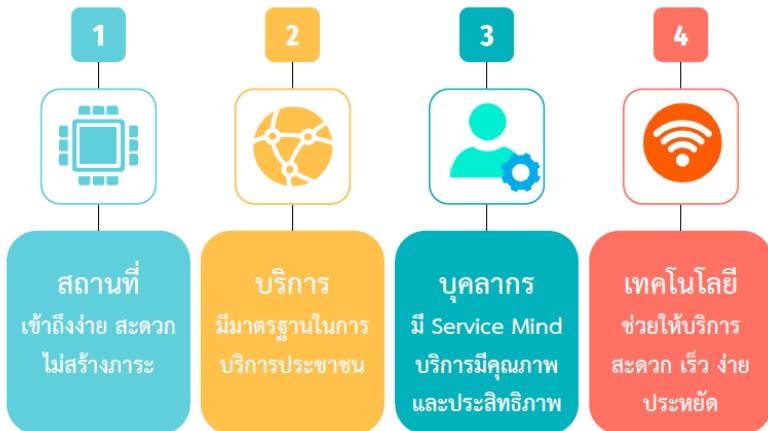 1
2
3
4
สถานที่
เข้าถึงง่าย สะดวก
ไม่สร้างภาระ
บริการ
มีมาตรฐานในการ
บริการประชาชน
บุคลากร
มี Service Mind
บริการมีคุณภาพ
และประสิทธิภาพ
เทคโนโลยี
ช่วยให้บริการ
สะดวก เร็ว ง่าย
ประหยัด